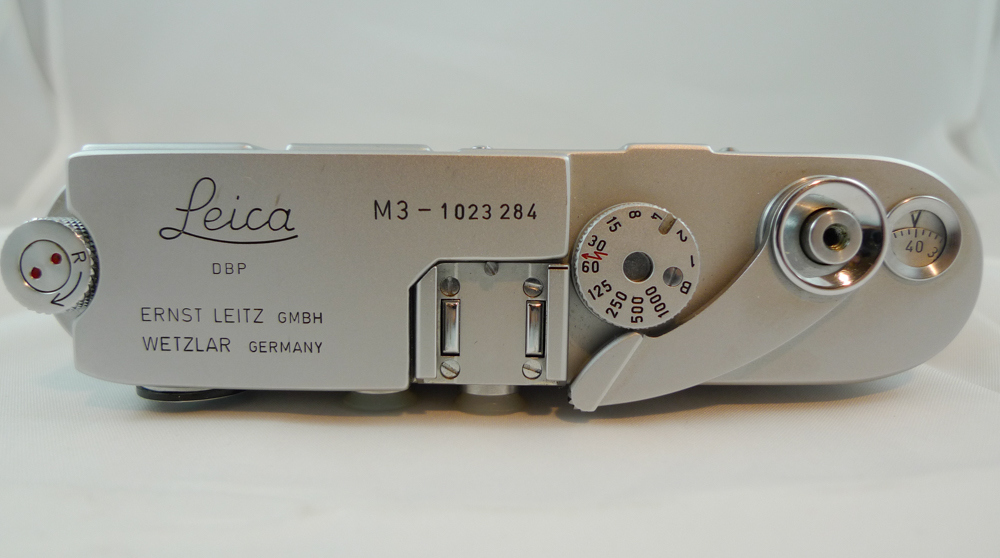 Leica
M3 - 1023 284
DBP
ERNST LEITZ GMBH
WETZLAR GERMANY
R
B 1 2 4 8 15 30 60 125 250 500 1000
40 3